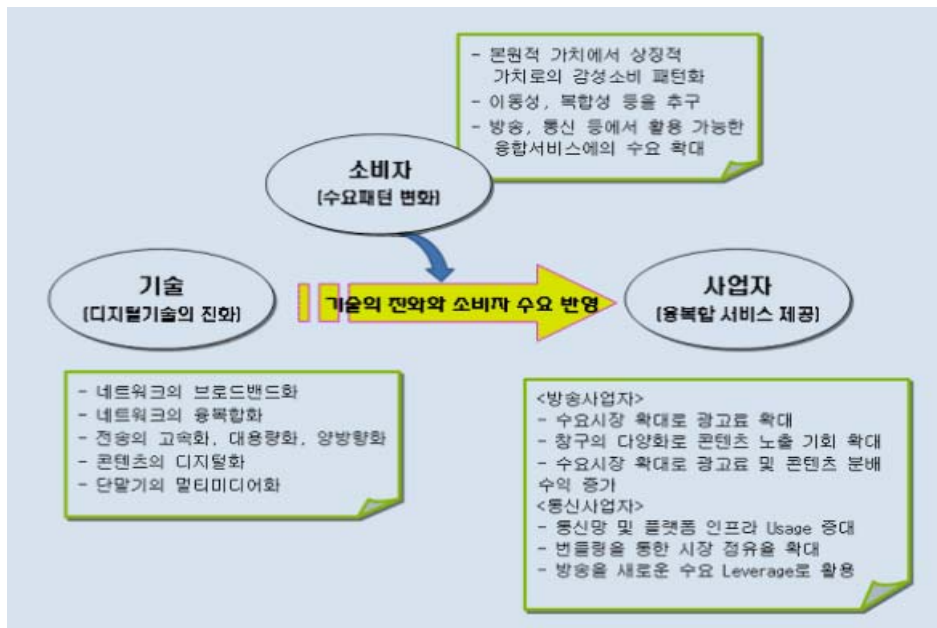 - 본원적 가치에서 상징적
가치로의 감성소비 패턴화
- 이동성, 복합성 등을 추구
- 방송, 통신 등에서 활용 가능한
융합서비스에의 수요 확대
소비자
(수요패턴 변화)
기술
(디지털기술의 진화)
기술의 진화와 소비자 수요 반영
사업자
(융복합 서비스 제공)
- 네트워크의 브로드밴드화
- 네트워크의 융복합화
- 전송의 고속화, 대용량화, 양방향화
- 콘텐츠의 디지털화
- 단말기의 멀티미디어화
<방송사업자>
- 수요시장 확대로 광고료 확대
- 창구의 다양화로 콘텐츠 노출 기회 확대
- 수요시장 확대로 광고료 및 콘텐츠 분배
수익 증가
<통신사업자>
- 통신망 및 플랫폼 인프라 Usage 증대
- 번들링을 통한 시장 점유율 확대
- 방송을 새로운 수요 Leverage로 활용